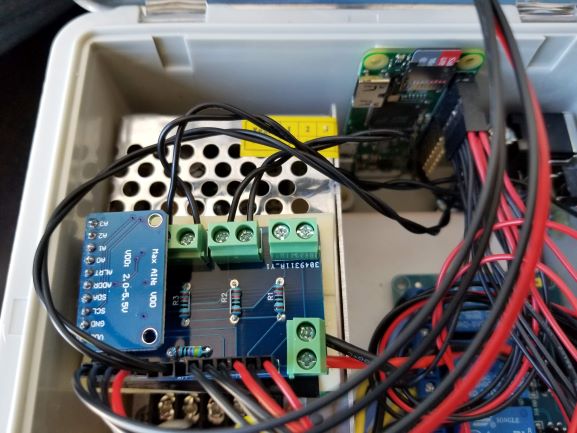 GND
SCL
SDA
ADDR
ALRT
A0
A1
A2
A3
VDD: 2.0-5.5V
Max AIN≤ VDD
R3
R2
R1